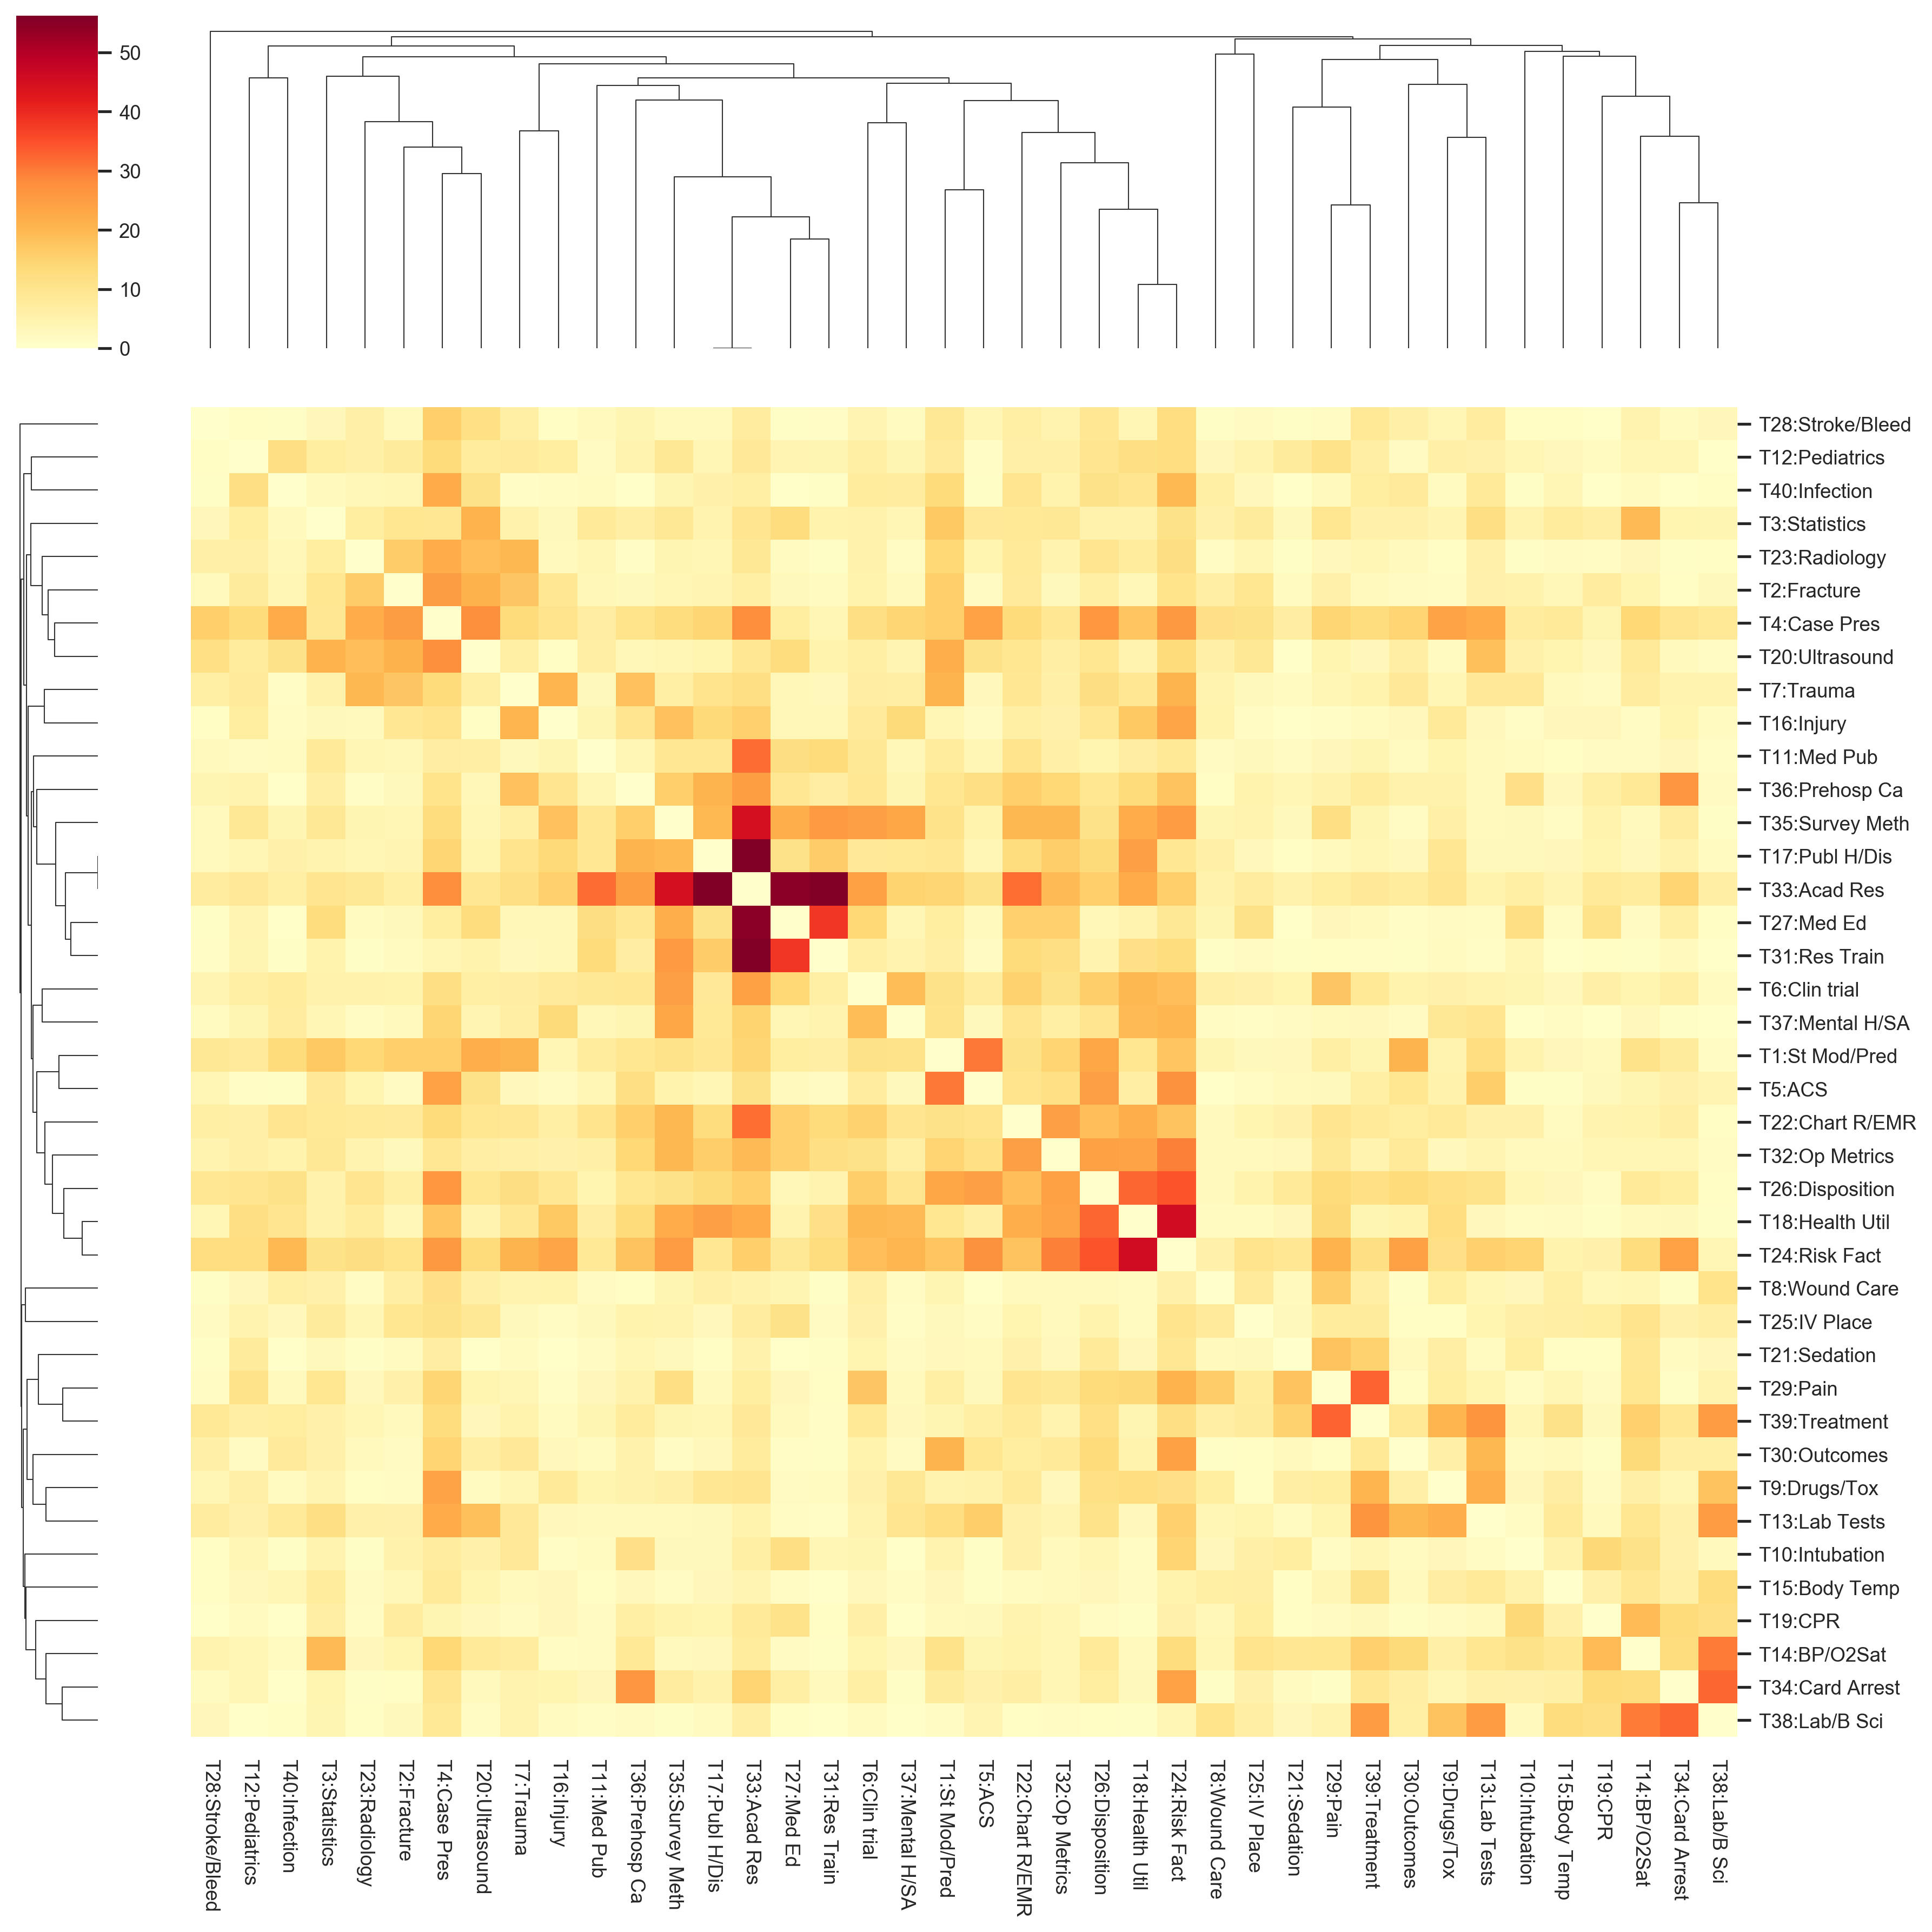 50
40
30
20
10
0
T28:Stroke/Bleed
T12:Pediatrics
T40:Infection
T3:Statistics
T23:Radiology
T2:Fracture
T4:Case Pres
T20:Ultrasound
T7:Trauma
T16:Injury
T11:Med Pub
T36:Prehosp Ca
T35:Survey Meth
T17:Publ H/Dis
T33:Acad Res
T27:Med Ed
T31:Res Train
T6:Clin trial
T37:Mental H/SA
T1:St Mod/Pred
T5:ACS
T22:Chart R/EMR
T32:Op Metrics
T26:Disposition
T18:Health Util
T24:Risk Fact
T8:Wound Care
T25:IV Place
T21:Sedation
T29:Pain
T39:Treatment
T30:Outcomes
T9:Drugs/Tox
T13:Lab Tests
T10:Intubation
T15:Body Temp
T19:CPR
T14:BP/O2Sat
T34:Card Arrest
T38:Lab/B Sci
T28:Stroke/Bleed
T12:Pediatrics
T40:Infection
T3:Statistics
T23:Radiology
T2:Fracture
T4:Case Pres
T20:Ultrasound
T7:Trauma
T16:Injury
T11:Med Pub
T36:Prehosp Ca
T35:Survey Meth
T17:Publ H/Dis
T33:Acad Res
T27:Med Ed
T31:Res Train
T6:Clin trial
T37:Mental H/SA
T1:St Mod/Pred
T5:ACS
T22:Chart R/EMR
T32:Op Metrics
T26:Disposition
T18:Health Util
T24:Risk Fact
T8:Wound Care
T25:IV Place
T21:Sedation
T29:Pain
T39:Treatment
T30:Outcomes
T9:Drugs/Tox
T13:Lab Tests
T10:Intubation
T15:Body Temp
T19:CPR
T14:BP/O2Sat
T34:Card Arrest
T38:Lab/B Sci